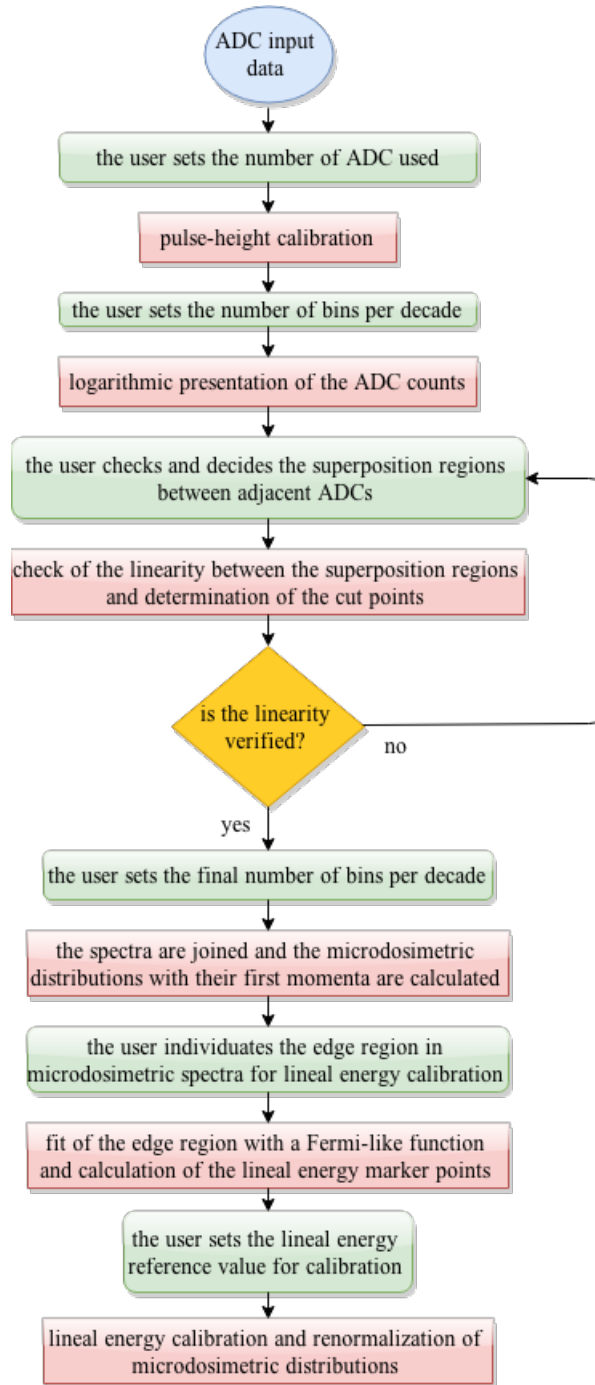 ADC input
data
the user sets the number of ADC used
pulse-height calibration
the user sets the number of bins per decade
logarithmic presentation of the ADC counts
the user checks and decides the superposition regions
between adjacent ADCs
check of the linearity between the superposition regions
and determination of the cut points
is the linearity
verified?
no
yes
the user sets the final number of bins per decade
the spectra are joined and the microdosimetric
distributions with their first momenta are calculated
the user individuates the edge region in
microdosimetric spectra for lineal energy calibration
fit of the edge region with a Fermi-like function
and calculation of the lineal energy marker points
the user sets the lineal energy
reference value for calibration
lineal energy calibration and renormalization of
microdosimetric distributions